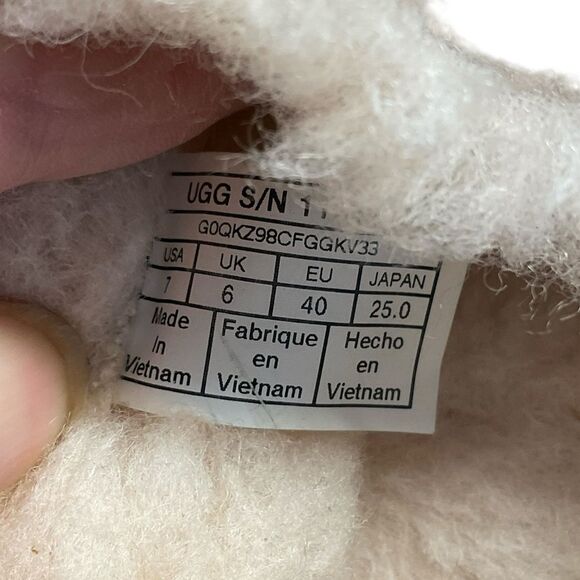 UGG S/N 11
G0QKZ98CFGGKV33
USA UK EU JAPAN
7 6 40 25.0
Made Fabrique Hecho
In en en
Vietnam Vietnam Vietnam